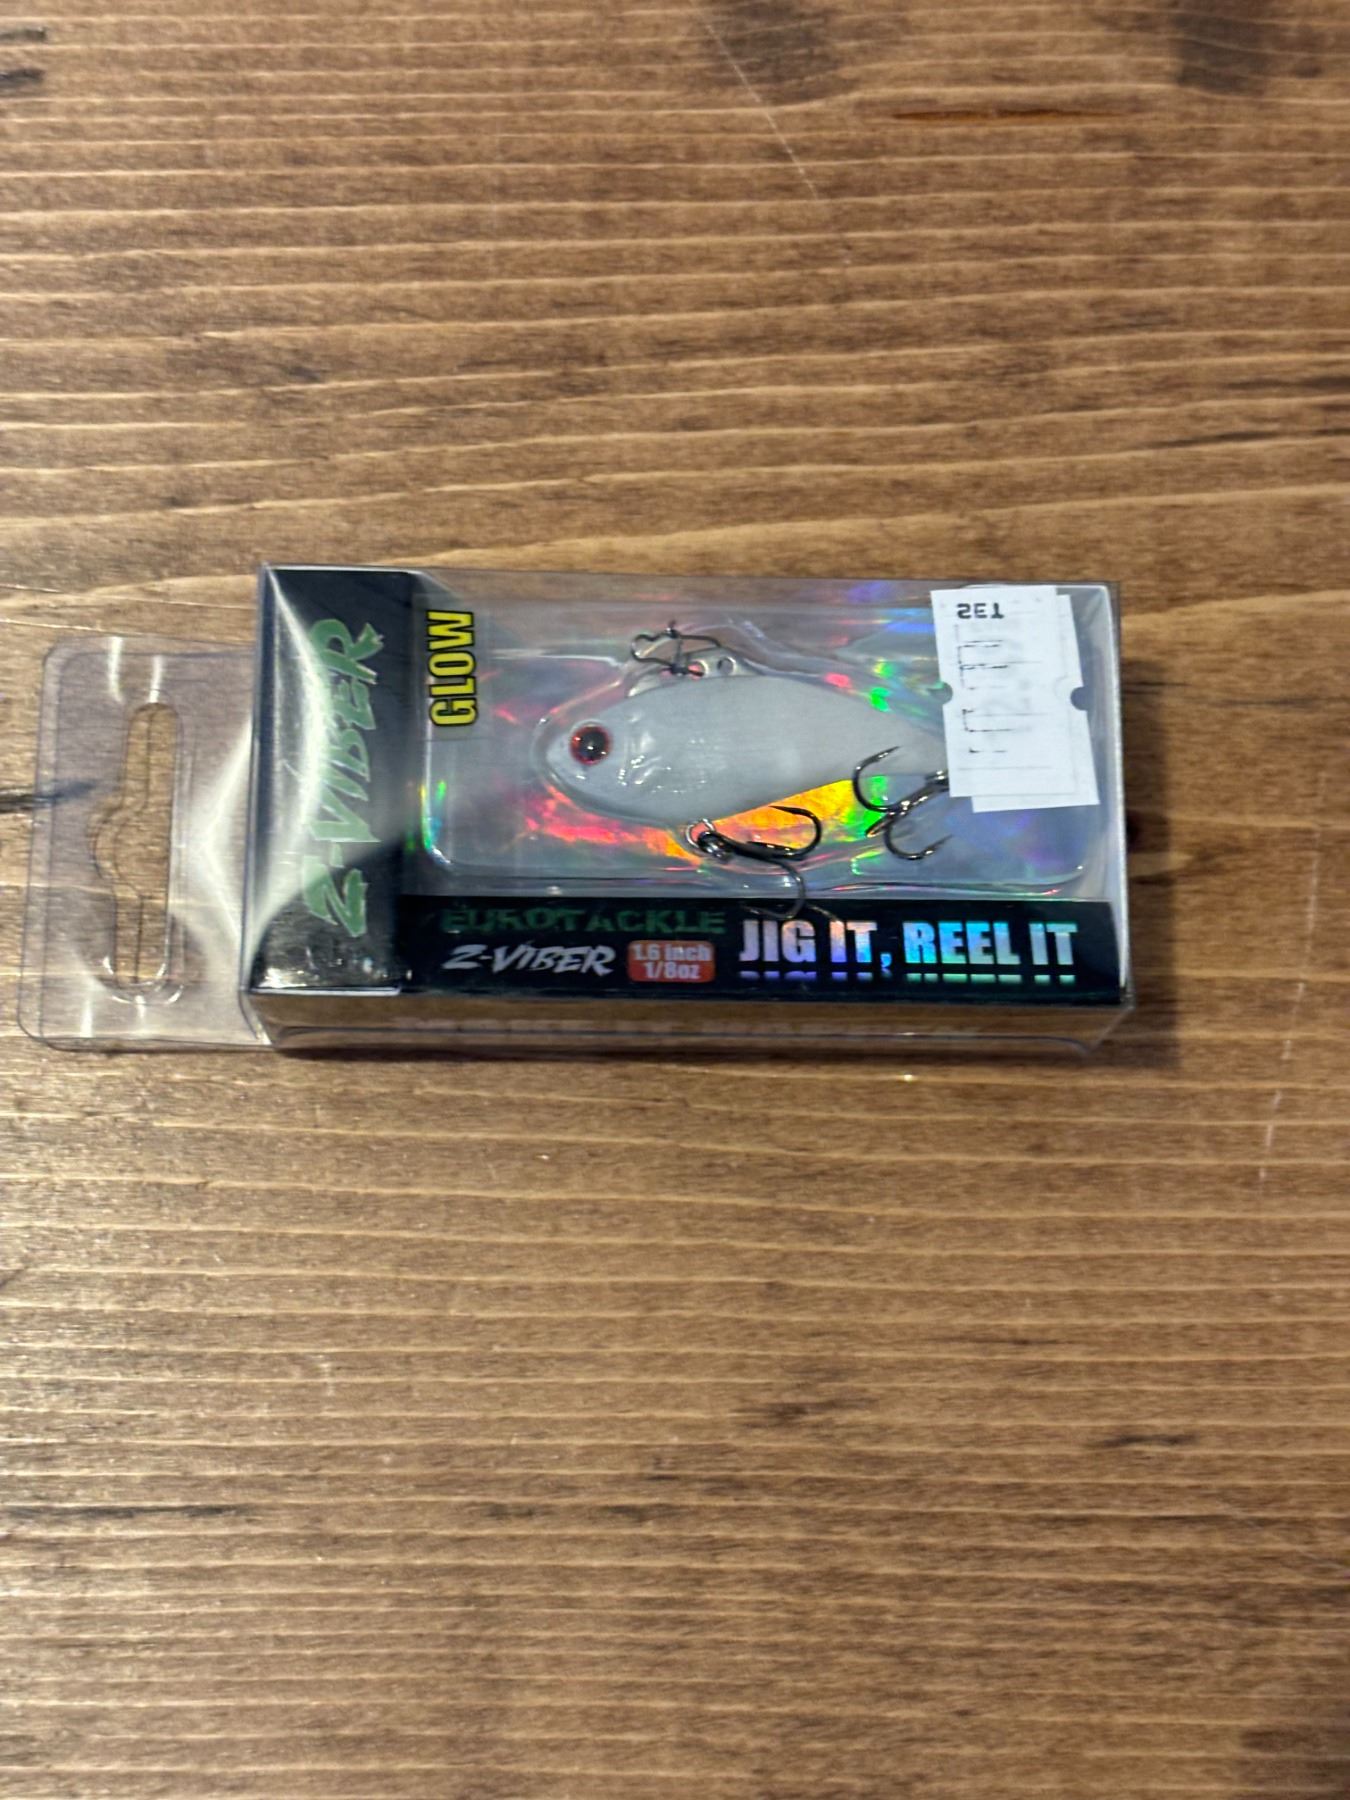 Z-VIBER
GLOW
EUROTACKLE
Z-VIBER
1.6 inch
1/8oz
JIG IT, REEL IT